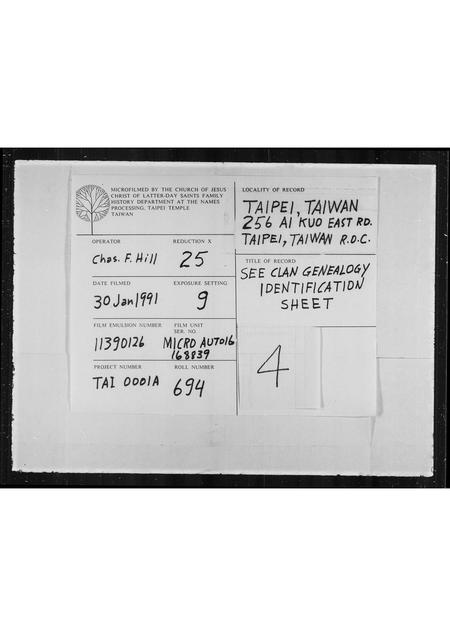 MICROFILMED BY THE CHURCH OF JESUS
CHRIST OF LATTER-DAY SAINTS FAMILY
HISTORY DEPARTMENT AT THE NAMES
PROCESSING, TAIPEI TEMPLE
TAIWAN
OPERATOR
REDUCTION X
Chas. F. Hill
25
DATE FILMED
EXPOSURE SETTING
30 Jan 1991
9
FILM EMULSION NUMBER
FILM UNIT
SER. NO.
11390126
MICRO AUTO16
168839
PROJECT NUMBER
ROLL NUMBER
TAI 0001A
694
LOCALITY OF RECORD
TAIPEI, TAIWAN
256 AI KUO EAST RD.
TAIPEI, TAIWAN R.O.C.
TITLE OF RECORD
SEE CLAN GENEALOGY
IDENTIFICATION
SHEET
4